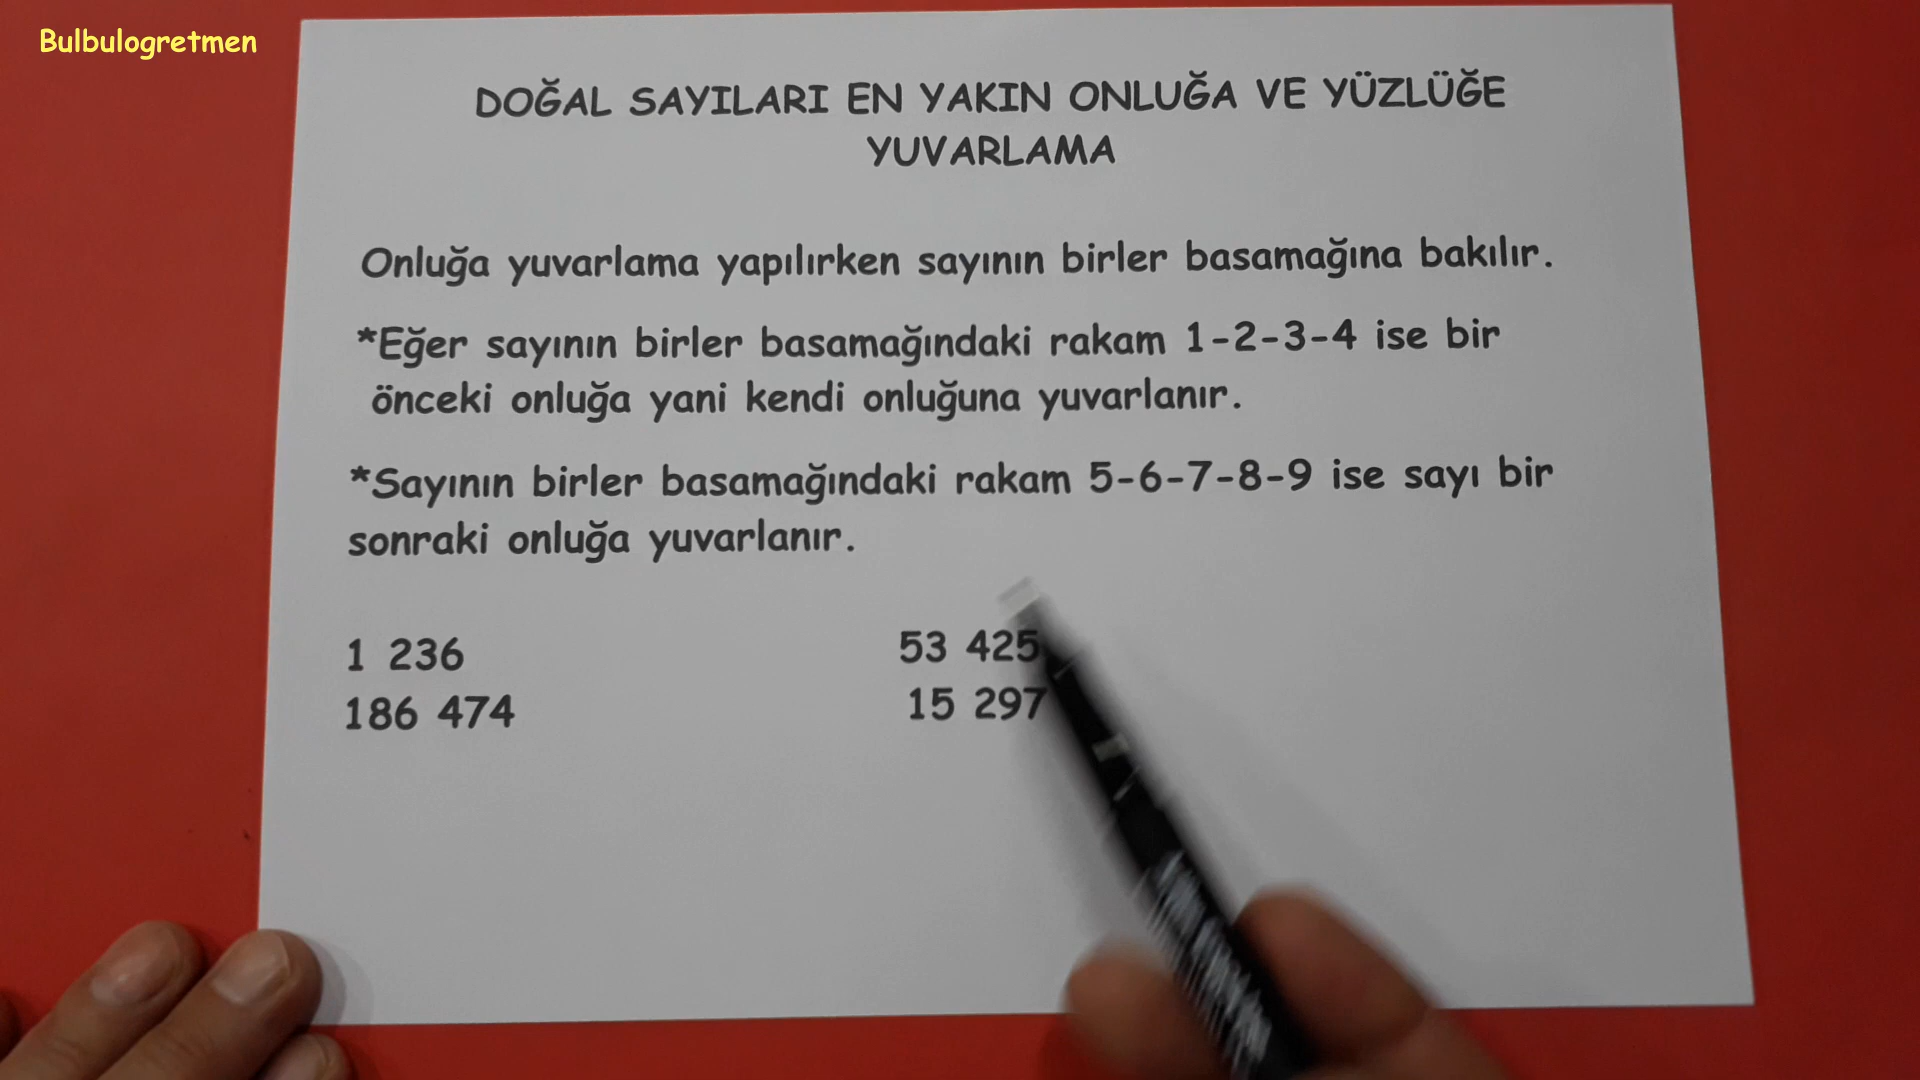 Bulbulogretmen
DOĞAL SAYILARI EN YAKIN ONLUĞA VE YÜZLÜĞE
YUVARLAMA
Onluğa yuvarlama yapılırken sayının birler basamağına bakılır.
*Eğer sayının birler basamağındaki rakam 1-2-3-4 ise bir
önceki onluğa yani kendi onluğuna yuvarlanır.
*Sayının birler basamağındaki rakam 5-6-7-8-9 ise sayı bir
sonraki onluğa yuvarlanır.
1 236 53 425
186 474 15 297